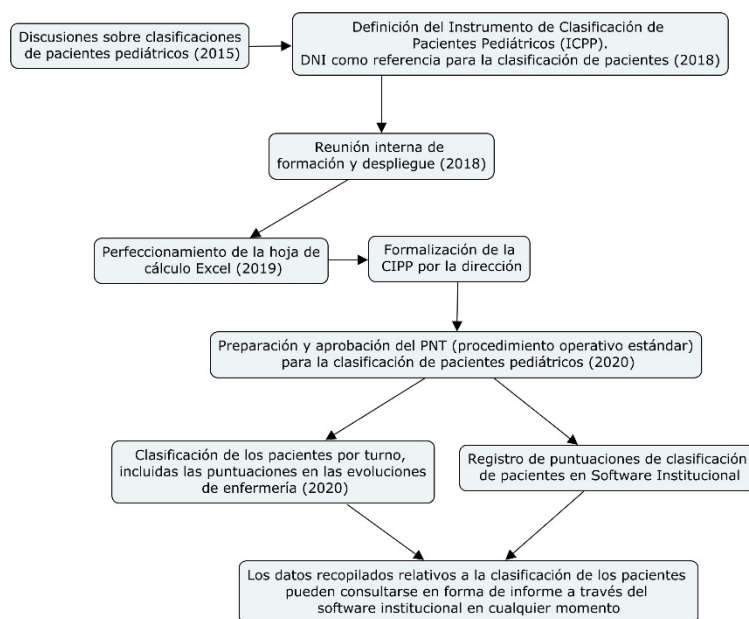 Discusiones sobre clasificaciones
de pacientes pediátricos (2015)
Definición del Instrumento de Clasificación de
Pacientes Pediátricos (ICPP).
DNI como referencia para la clasificación de pacientes (2018)
Reunión interna de
formación y despliegue (2018)
Perfeccionamiento de la hoja de
cálculo Excel (2019)
Formalización de la
CIPP por la dirección
Preparación y aprobación del PNT (procedimiento operativo estándar)
para la clasificación de pacientes pediátricos (2020)
Clasificación de los pacientes por turno,
incluidas las puntuaciones en las evoluciones
de enfermería (2020)
Registro de puntuaciones de clasificación
de pacientes en Software Institucional
Los datos recopilados relativos a la clasificación de los pacientes
pueden consultarse en forma de informe a través del
software institucional en cualquier momento